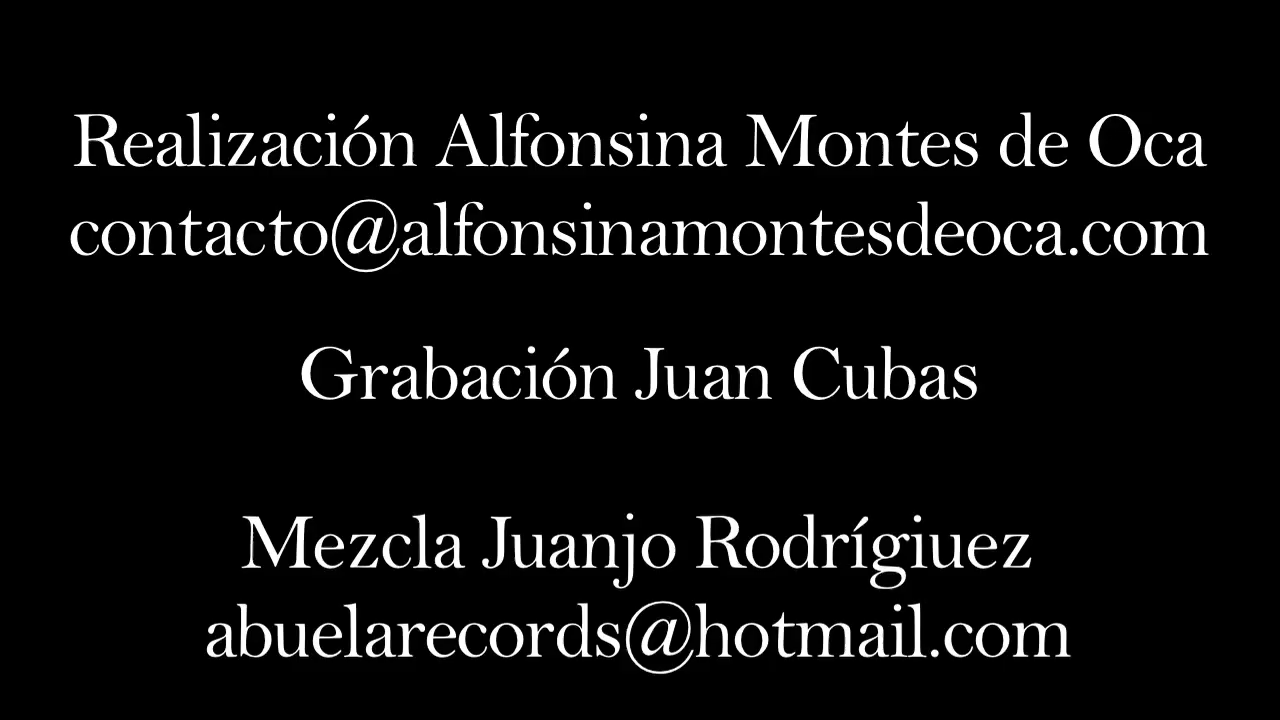 Realización Alfonsina Montes de Oca
contacto@alfonsinamontesdeoca.com
Grabación Juan Cubas
Mezcla Juanjo Rodrígiuez
abuelarecords@hotmail.com